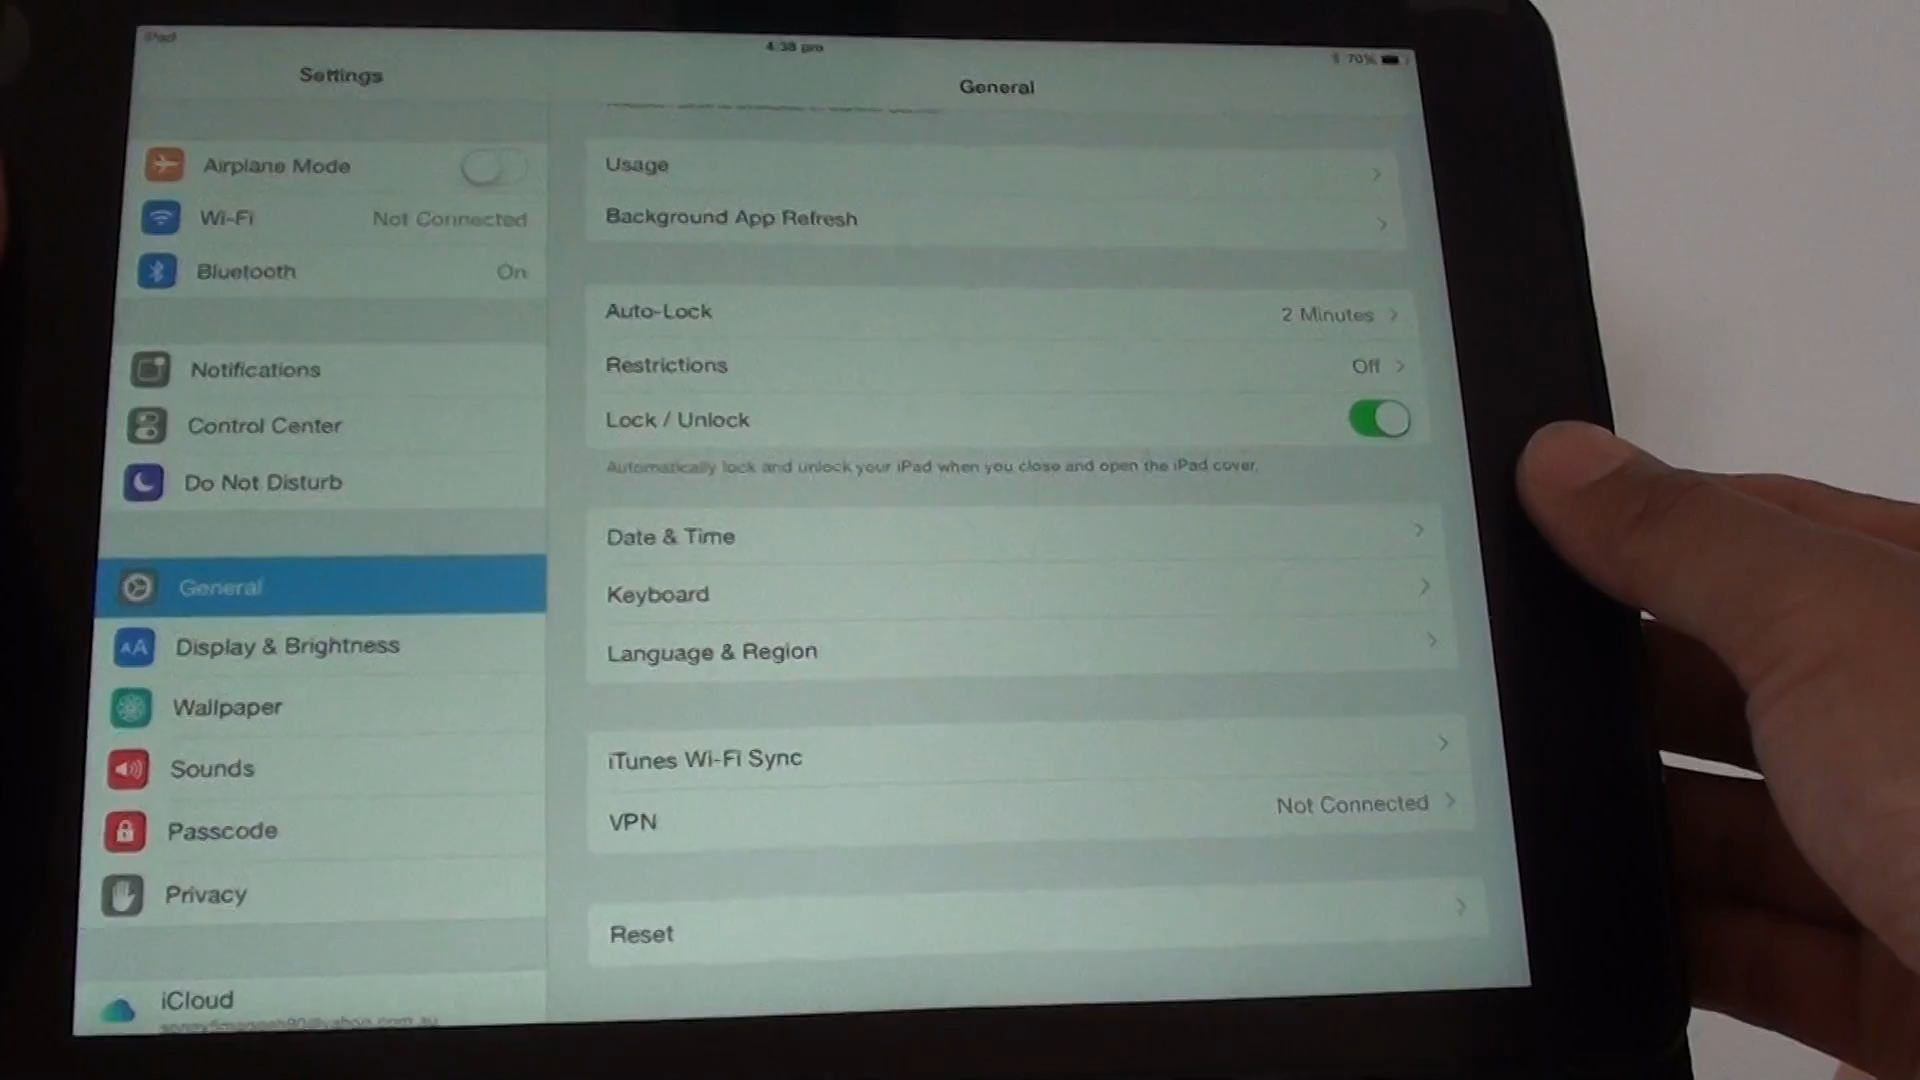 iPad
4:38 pm
70%
Settings
General
Airplane Mode
Wi-Fi Not Connected
Bluetooth On
Notifications
Control Center
Do Not Disturb
General
Display & Brightness
AA
Wallpaper
Sounds
Passcode
Privacy
iCloud
Usage
Background App Refresh
Auto-Lock 2 Minutes
Restrictions Off
Lock / Unlock
Automatically lock and unlock your iPad when you close and open the iPad cover.
Date & Time
Keyboard
Language & Region
iTunes Wi-Fi Sync
VPN Not Connected
Reset